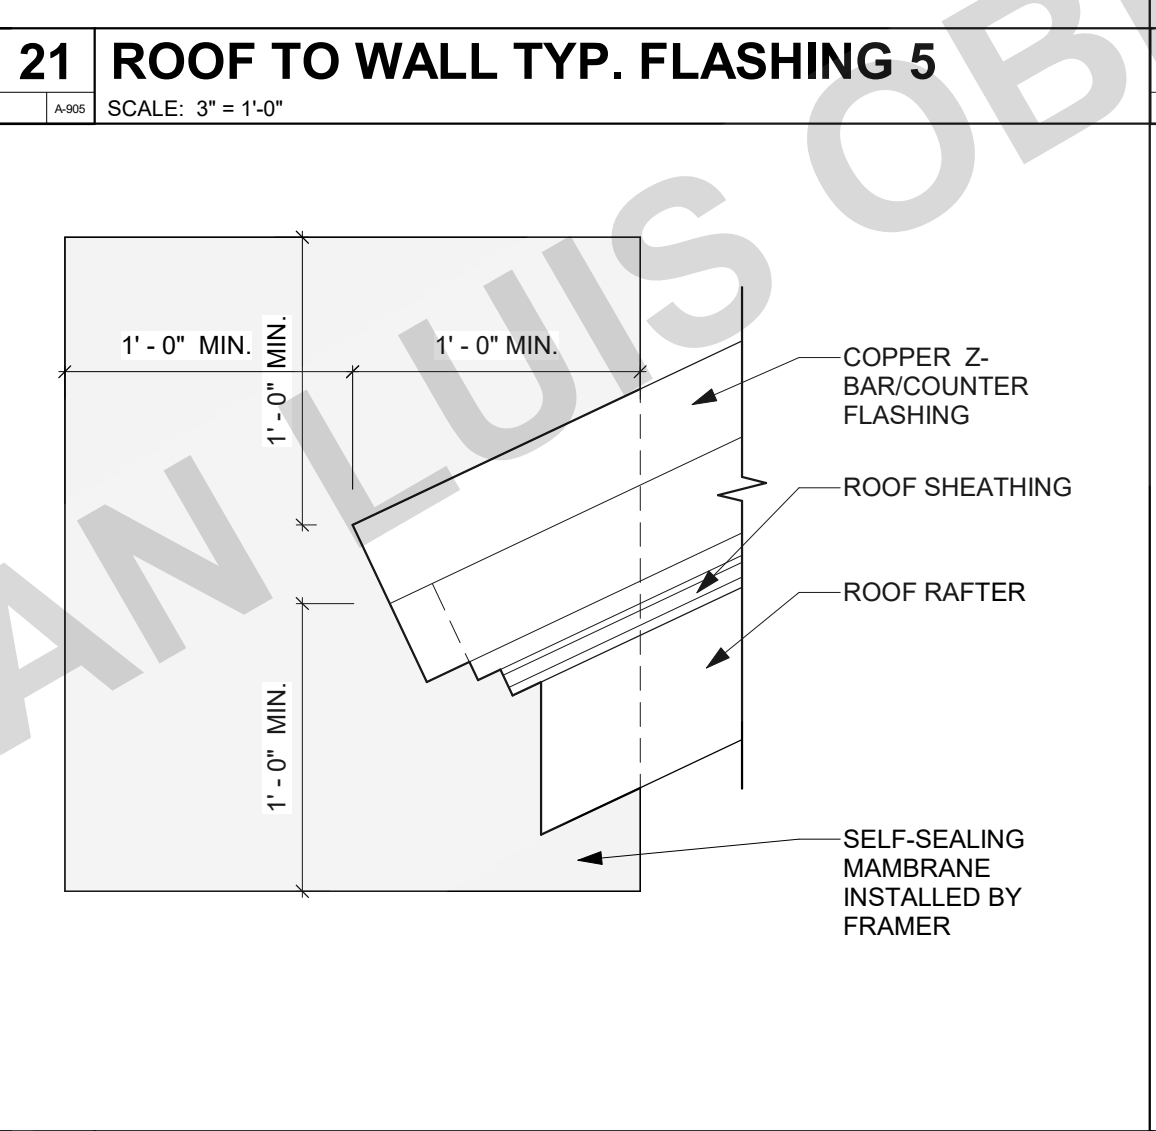 21 ROOF TO WALL TYP. FLASHING 5
A-905 SCALE: 3" = 1'-0"
1' - 0" MIN.
1' - 0" MIN.
1' - 0" MIN.
1' - 0" MIN.
COPPER Z-
BAR/COUNTER
FLASHING
ROOF SHEATHING
ROOF RAFTER
SELF-SEALING
MAMBRANE
INSTALLED BY
FRAMER
AN LUIS OB